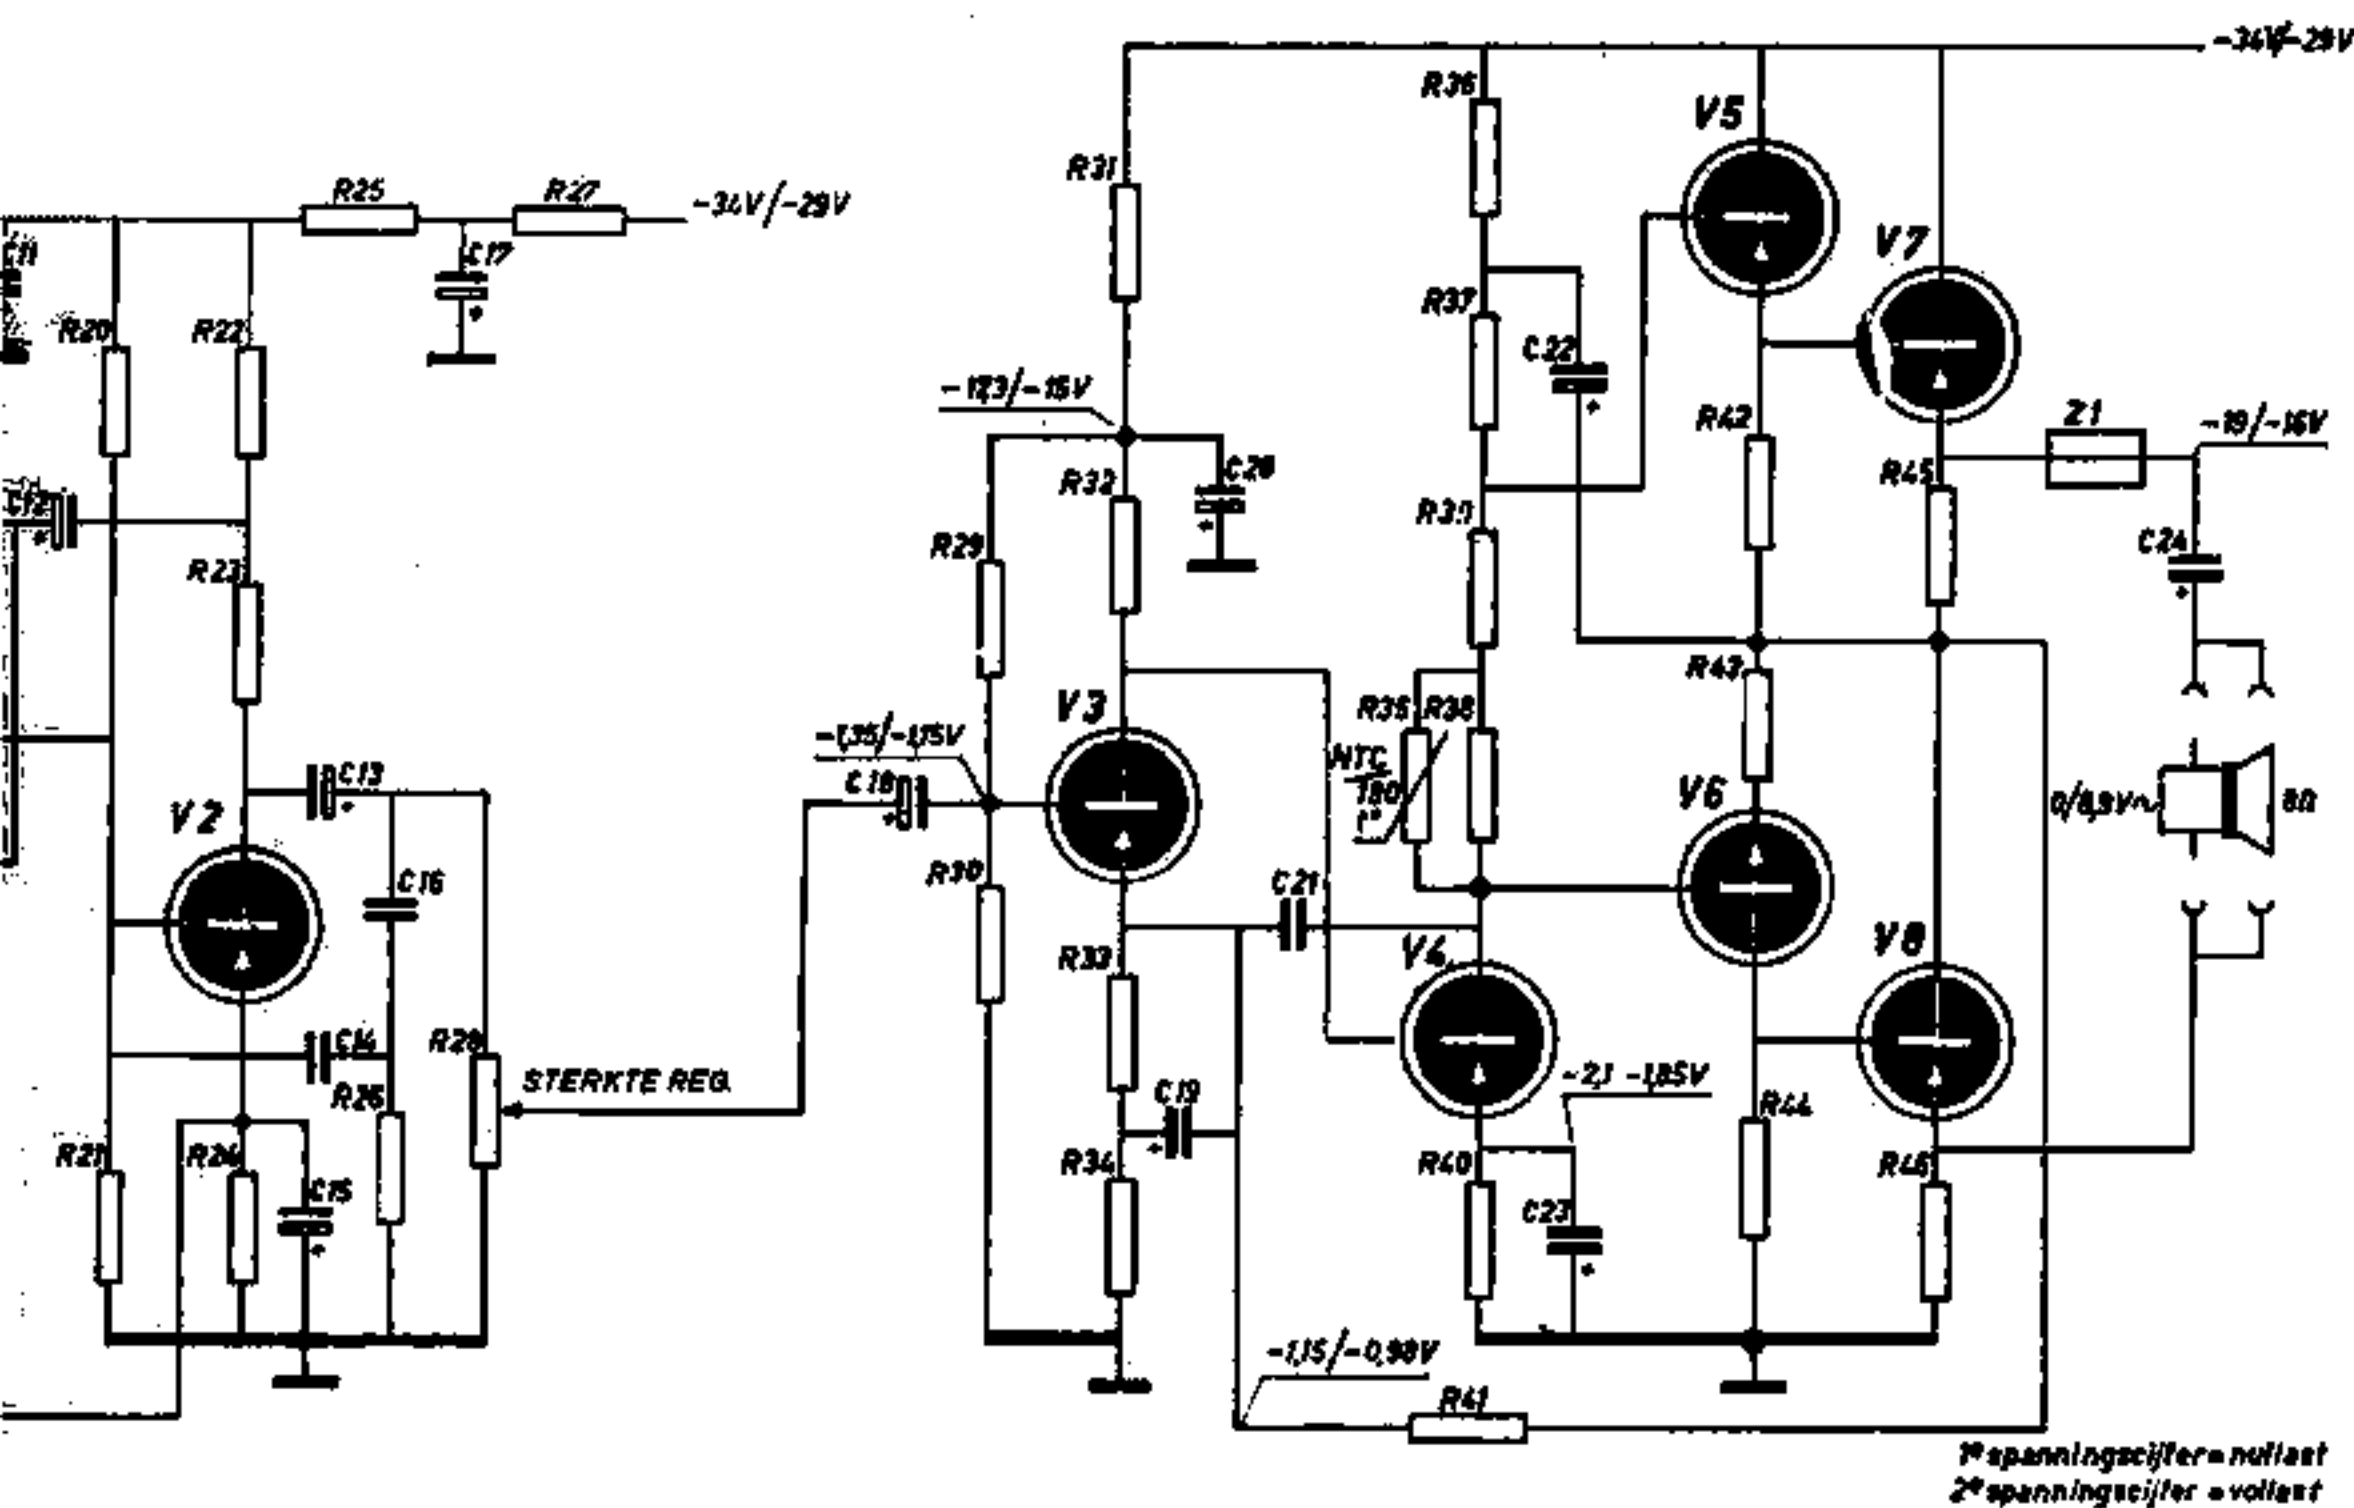 -34V/-29V
R36
V5
R31
R25
R27
-34V/-29V
V7
C11
C17
R37
R20
R22
C22
-17,3/-15V
R42
Z1
-19/-16V
C20
R32
R45
C12
R39
R29
C24
R23
R43
V3
R35
R38
-1,35/-1,15V
NTC
C13
C18
130
t°
V6
0/8,9V~
8Ω
V2
R30
C16
C21
V4
V8
R33
C14
R28
STERKTE REG.
-2,1 -1,85V
R26
C19
R44
R21
R24
R34
R40
R46
C15
C23
-1,15/-0,98V
R41
1e spanningscijfer = nullast
2e spanningscijfer = vollast